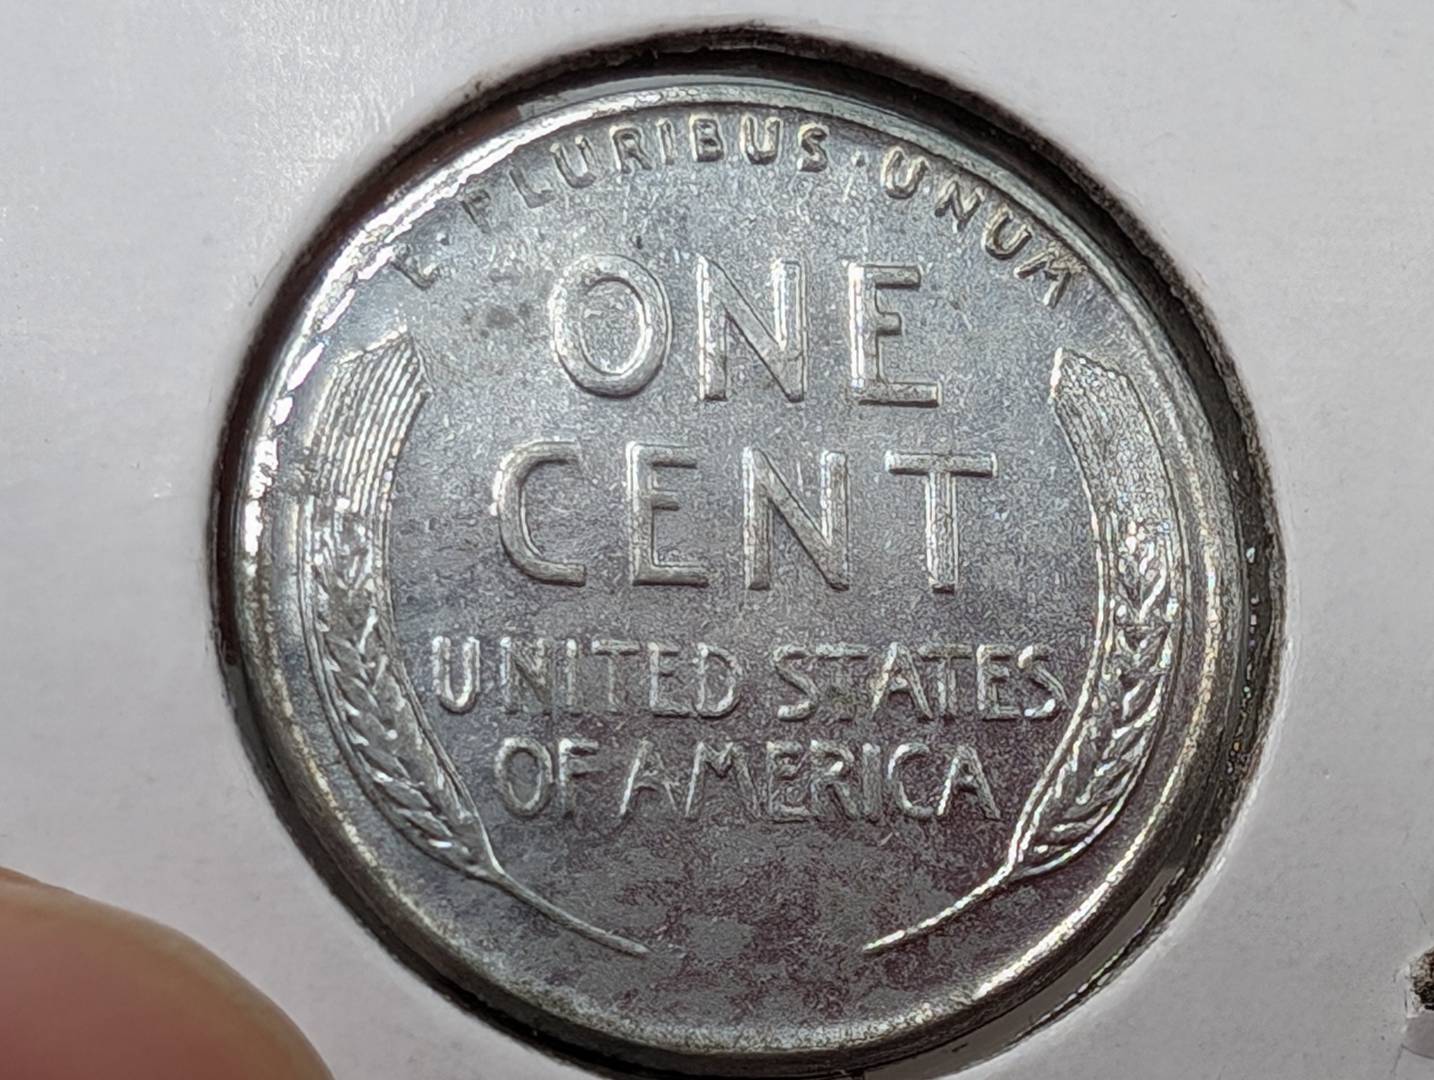 E·PLURIBUS·UNUM
ONE
CENT
UNITED STATES
OF AMERICA